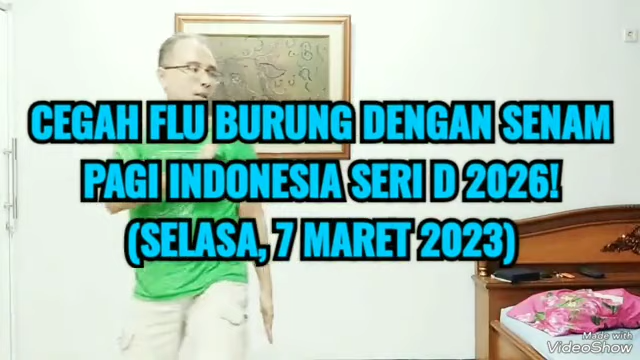 CEGAH FLU BURUNG DENGAN SENAM
PAGI INDONESIA SERI D 2026!
(SELASA, 7 MARET 2023)
Made with
VideoShow